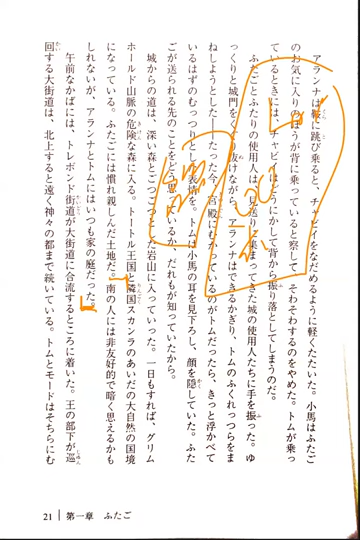 アランナは鞍に跳び乗ると、チャビイをなだめるように軽くたたいた。小馬はふたご
のお気に入りのほうが背に乗っていると察して、そわそわするのをやめた。トムが乗っ
ているときには、チャビイはどうにかして背から振り落としてしまうのだ。
ふたごとふたりの使用人は、見送りに集まってきた城の使用人たちに手を振った。ゆ
っくりと城門をくぐり抜けながら、アランナはできるかぎり、トムのふくれっつらをま
ねしようとした――たった今、宮殿にむかっているのがトムだったら、きっと浮かべて
いるはずのむっつりとした表情を。トムは小馬の耳を見下ろし、顔を隠していた。ふた
ごが送られる先のことをどう思っているか、だれもが知っていたから。
城からの道は、深い森とごつごつとした岩山に入っていった。一日もすれば、グリム
ホールド山脈の危険な森に入る。トートル王国と隣国スカンラのあいだの大自然の国境
になっている。ふたごには慣れ親しんだ土地だ。南の人には非友好的で暗く思えるかも
しれないが、アランナとトムにはいつも家の庭だった。
午前なかばには、トレボンド街道が大街道に合流するところに着いた。王の部下が巡
回する大街道は、北上すると遠く神々の都まで続いている。トムとモードはそちらにむ
21 第一章 ふたご